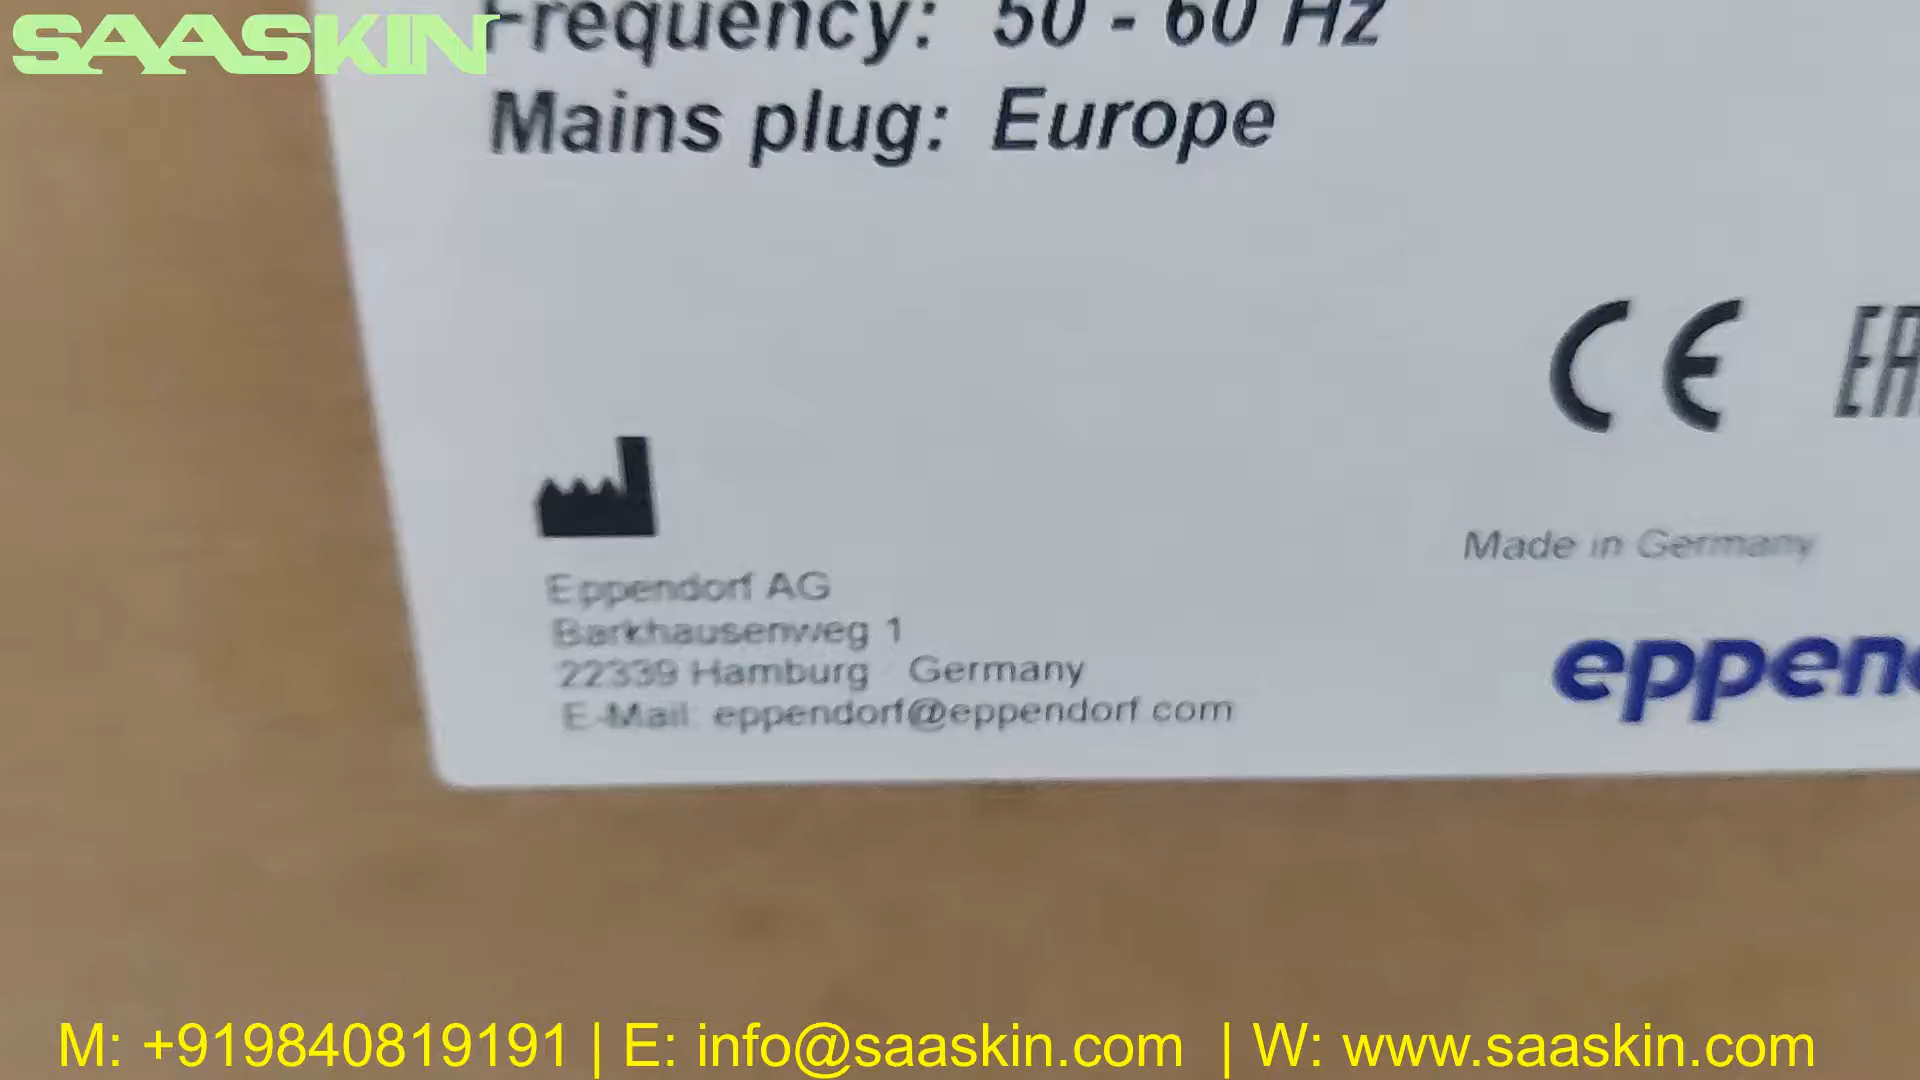 SAASKIN
Frequency: 50 - 60 Hz
Mains plug: Europe
CE EA
Made in Germany
Eppendorf AG
Barkhausenweg 1
22339 Hamburg Germany
E-Mail: eppendorf@eppendorf.com
eppen
M: +919840819191 | E: info@saaskin.com | W: www.saaskin.com